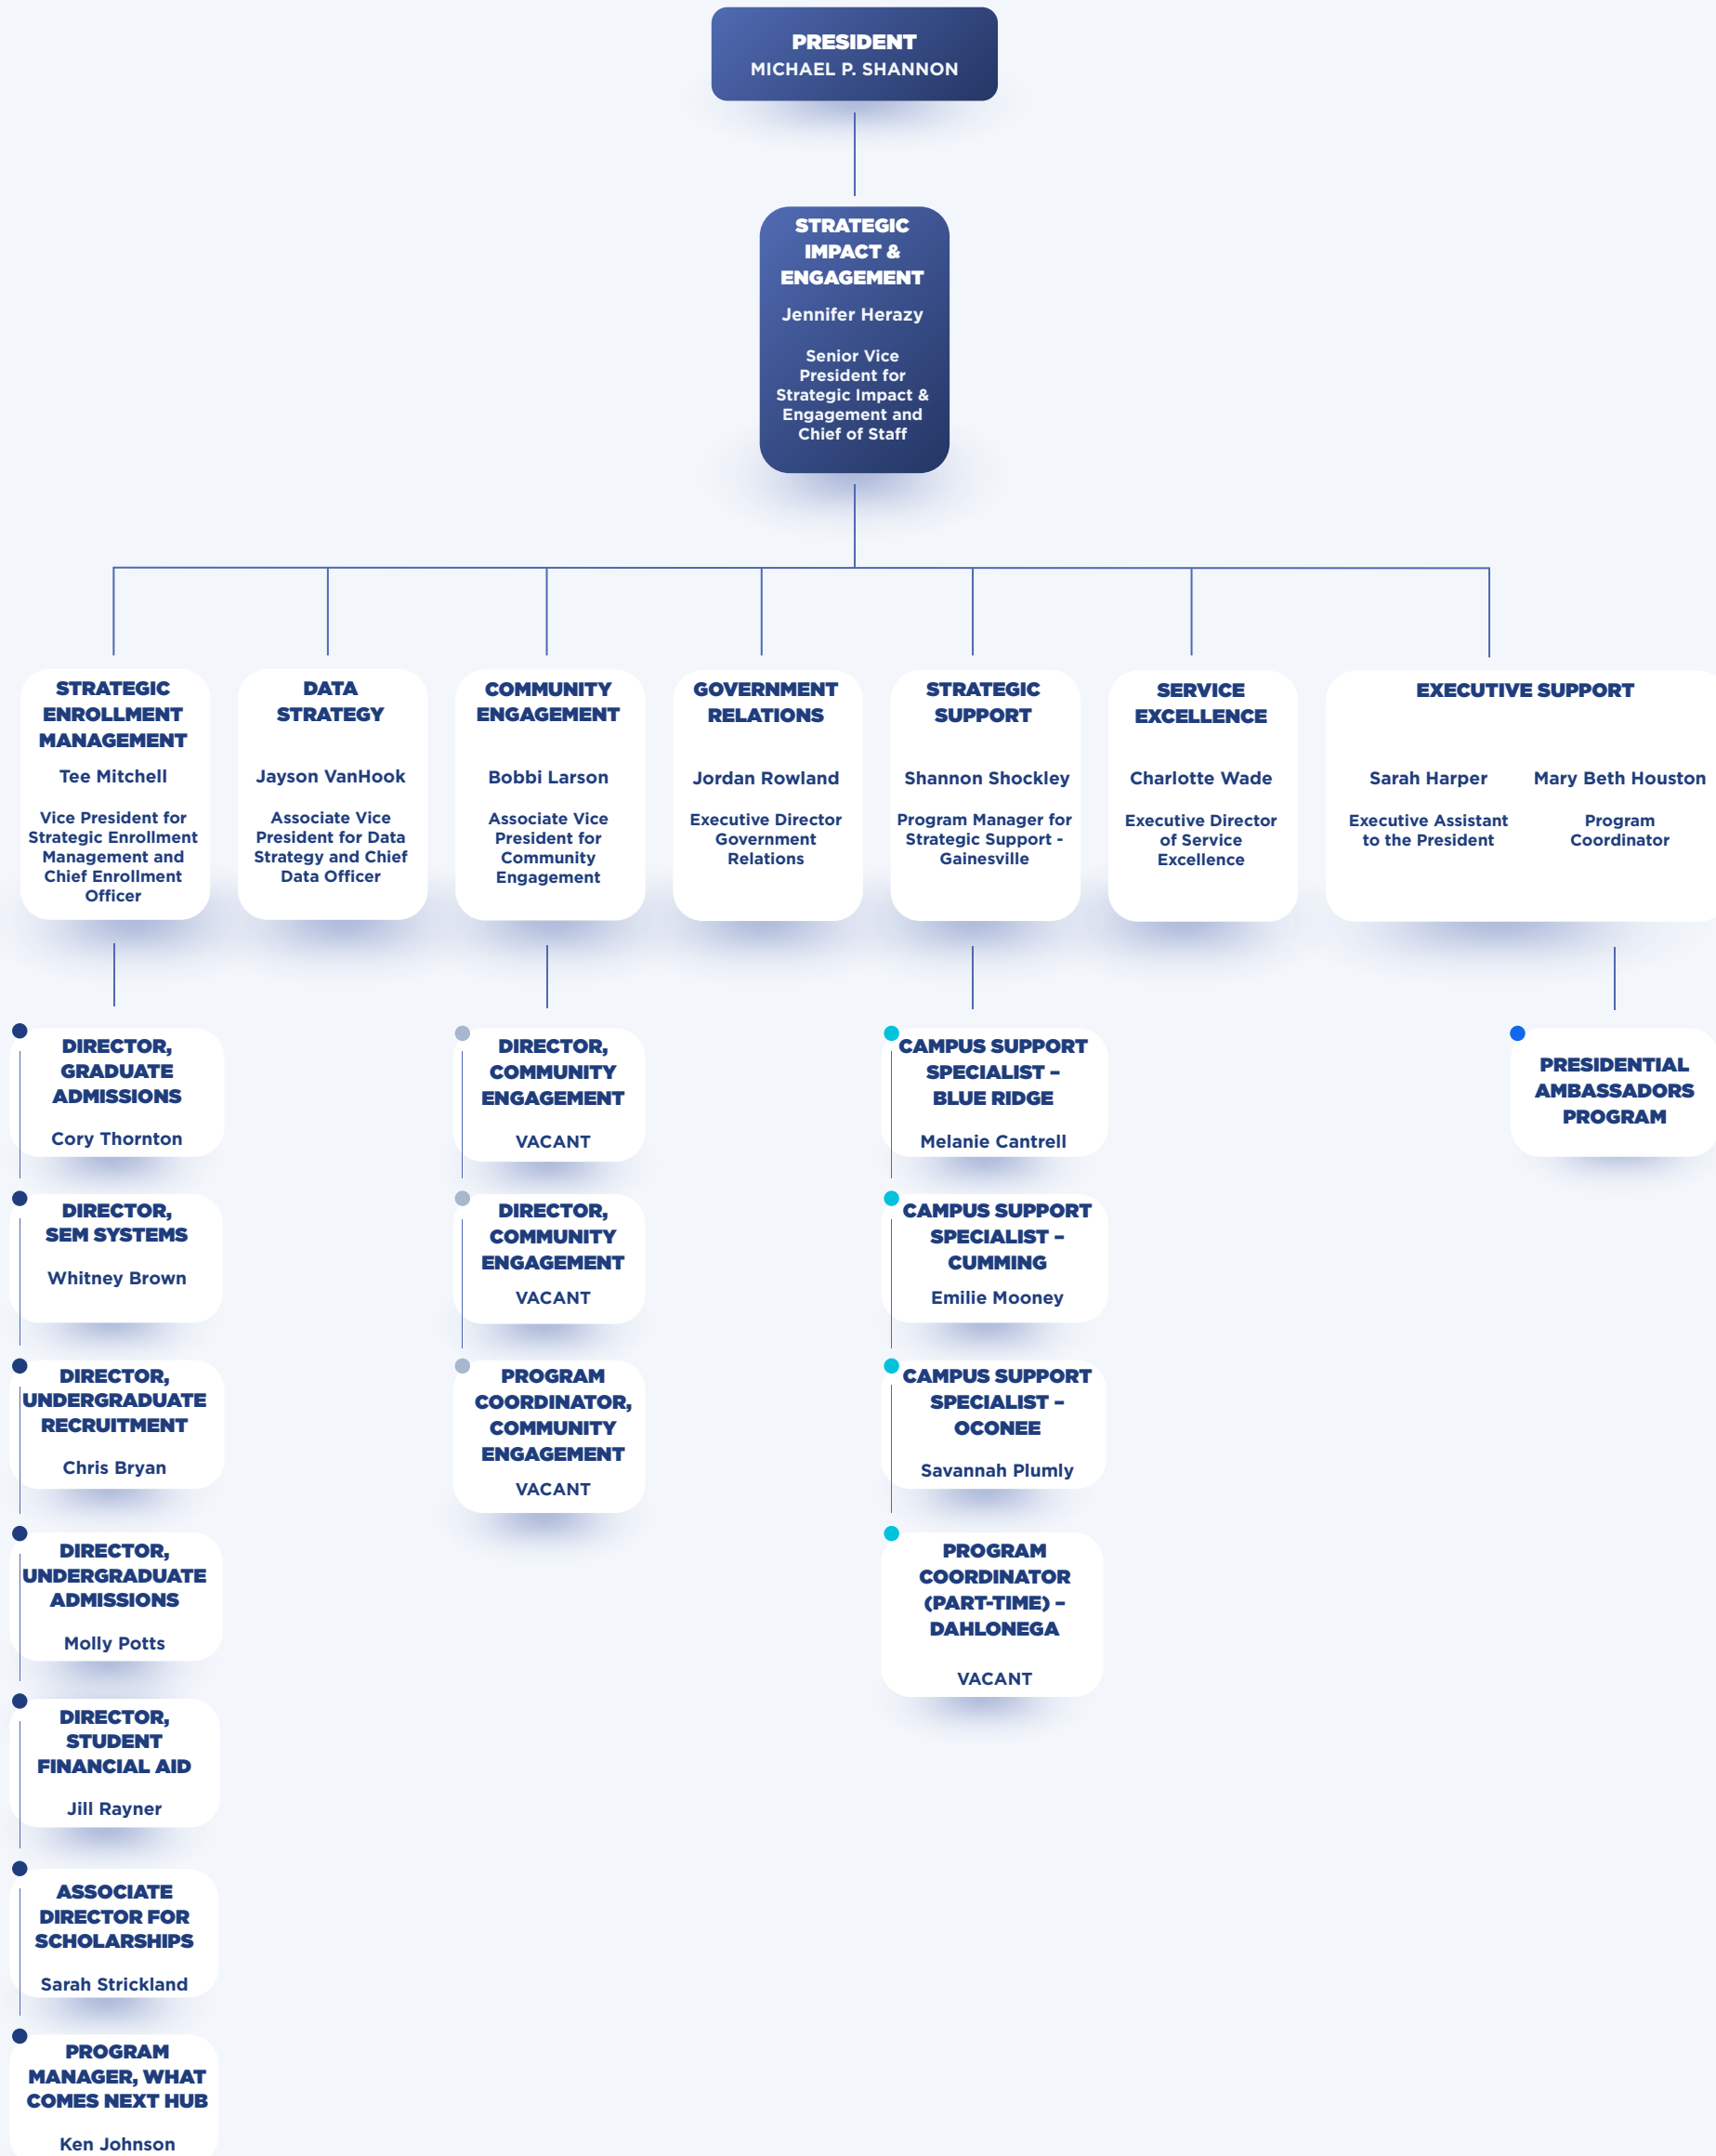 PRESIDENT
MICHAEL P. SHANNON
STRATEGIC
IMPACT &
ENGAGEMENT
Jennifer Herazy
Senior Vice
President for
Strategic Impact &
Engagement and
Chief of Staff
STRATEGIC
ENROLLMENT
MANAGEMENT
Tee Mitchell
Vice President for
Strategic Enrollment
Management and
Chief Enrollment
Officer
DATA
STRATEGY
Jayson VanHook
Associate Vice
President for Data
Strategy and Chief
Data Officer
COMMUNITY
ENGAGEMENT
Bobbi Larson
Associate Vice
President for
Community
Engagement
GOVERNMENT
RELATIONS
Jordan Rowland
Executive Director
Government
Relations
STRATEGIC
SUPPORT
Shannon Shockley
Program Manager for
Strategic Support -
Gainesville
SERVICE
EXCELLENCE
Charlotte Wade
Executive Director
of Service
Excellence
EXECUTIVE SUPPORT
Sarah Harper
Executive Assistant
to the President
Mary Beth Houston
Program
Coordinator
DIRECTOR,
GRADUATE
ADMISSIONS
Cory Thornton
DIRECTOR,
SEM SYSTEMS
Whitney Brown
DIRECTOR,
UNDERGRADUATE
RECRUITMENT
Chris Bryan
DIRECTOR,
UNDERGRADUATE
ADMISSIONS
Molly Potts
DIRECTOR,
STUDENT
FINANCIAL AID
Jill Rayner
ASSOCIATE
DIRECTOR FOR
SCHOLARSHIPS
Sarah Strickland
PROGRAM
MANAGER, WHAT
COMES NEXT HUB
Ken Johnson
DIRECTOR,
COMMUNITY
ENGAGEMENT
VACANT
DIRECTOR,
COMMUNITY
ENGAGEMENT
VACANT
PROGRAM
COORDINATOR,
COMMUNITY
ENGAGEMENT
VACANT
CAMPUS SUPPORT
SPECIALIST –
BLUE RIDGE
Melanie Cantrell
CAMPUS SUPPORT
SPECIALIST –
CUMMING
Emilie Mooney
CAMPUS SUPPORT
SPECIALIST –
OCONEE
Savannah Plumly
PROGRAM
COORDINATOR
(PART-TIME) –
DAHLONEGA
VACANT
PRESIDENTIAL
AMBASSADORS
PROGRAM